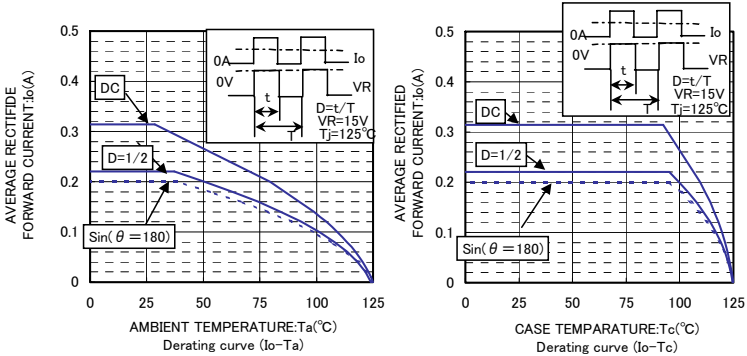 AVERAGE RECTIFIDE
FORWARD CURRENT:Io(A)
0.5
0.4
0.3
0.2
0.1
0
0 25 50 75 100 125
DC
D=1/2
Sin(θ=180)
0A
Io
0V
VR
t
T
D=t/T
VR=15V
Tj=125℃
AMBIENT TEMPERATURE:Ta(℃)
Derating curve (Io-Ta)
AVERAGE RECTIFIED
FORWARD CURRENT:Io(A)
0.5
0.4
0.3
0.2
0.1
0
0 25 50 75 100 125
DC
D=1/2
Sin(θ=180)
0A
Io
0V
VR
t
T
D=t/T
VR=15V
Tj=125℃
CASE TEMPARATURE:Tc(℃)
Derating curve (Io-Tc)